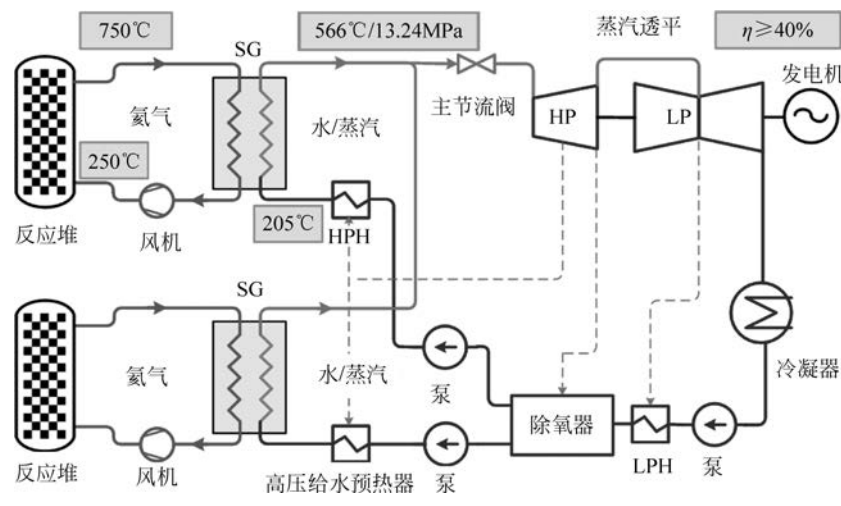 750℃
SG
566℃/13.24MPa
蒸汽透平
η≥40%
发电机
主节流阀
HP
LP
氦气
水/蒸汽
250℃
205℃
HPH
反应堆
风机
SG
氦气
水/蒸汽
泵
冷凝器
除氧器
反应堆
风机
高压给水预热器
泵
LPH
泵